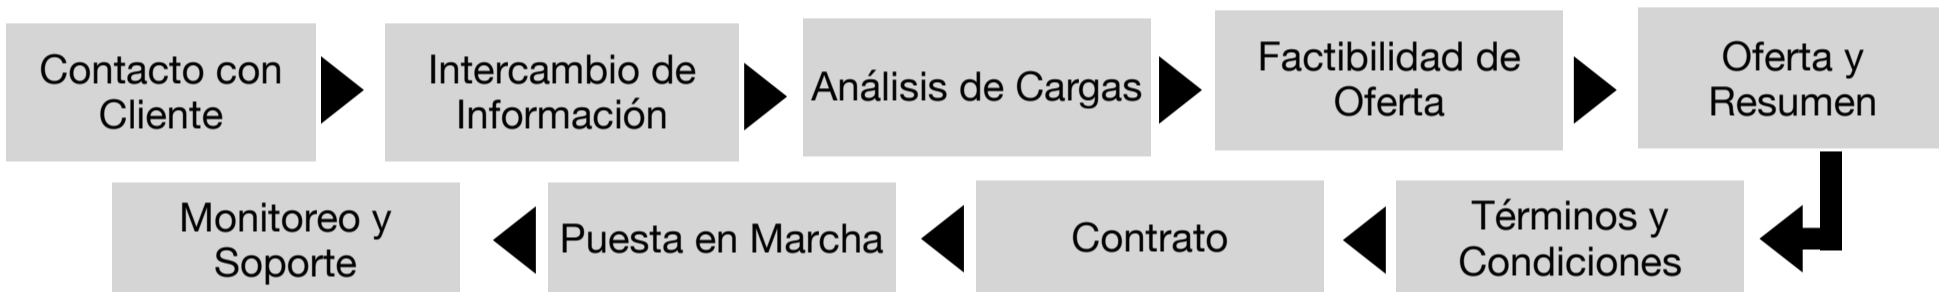 Contacto con
Cliente
Intercambio de
Información
Análisis de Cargas
Factibilidad de
Oferta
Oferta y
Resumen
Términos y
Condiciones
Contrato
Puesta en Marcha
Monitoreo y
Soporte